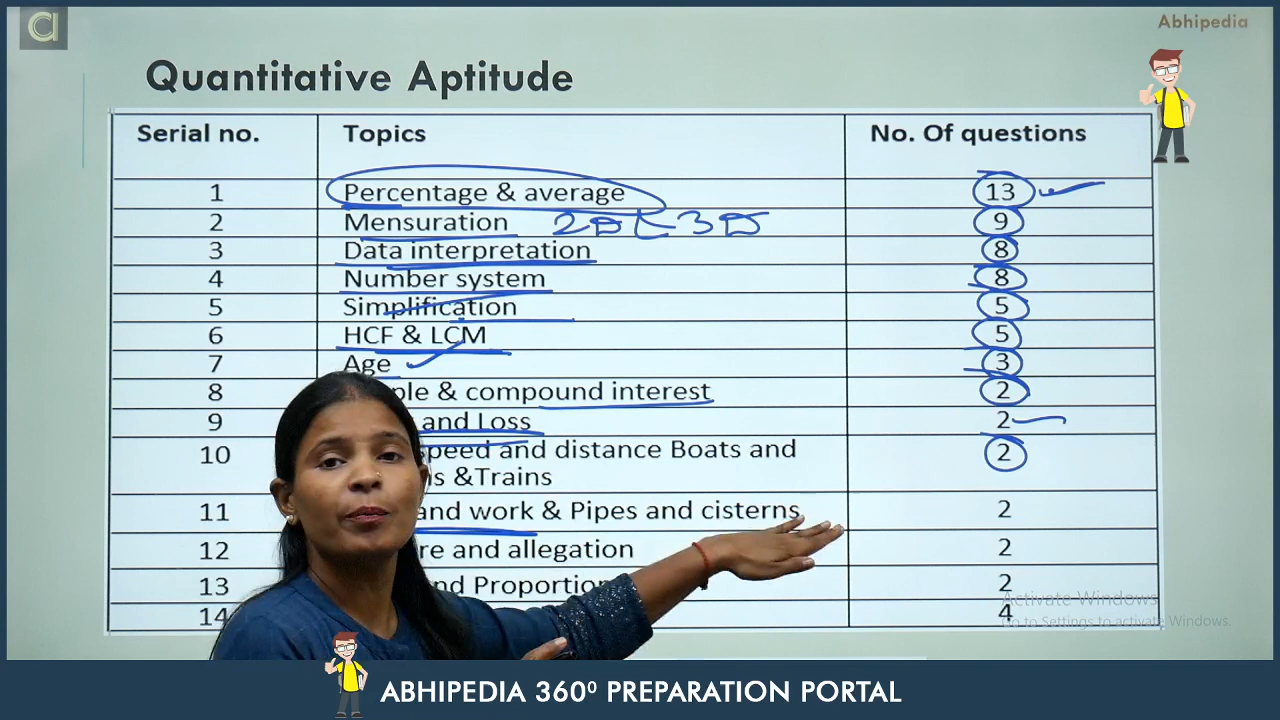 Abhipedia
Quantitative Aptitude
Serial no. Topics No. Of questions
1 Percentage & average 13
2 Mensuration 2D 3D 9
3 Data interpretation 8
4 Number system 8
5 Simplification 5
6 HCF & LCM 5
7 Age 3
8 ple & compound interest 2
9 and Loss 2
10 speed and distance Boats and 2
s &Trains
11 and work & Pipes and cisterns 2
12 re and allegation 2
13 nd Proportion 2
14 4
Activate Windows
Go to Settings to activate Windows.
ABHIPEDIA 360⁰ PREPARATION PORTAL